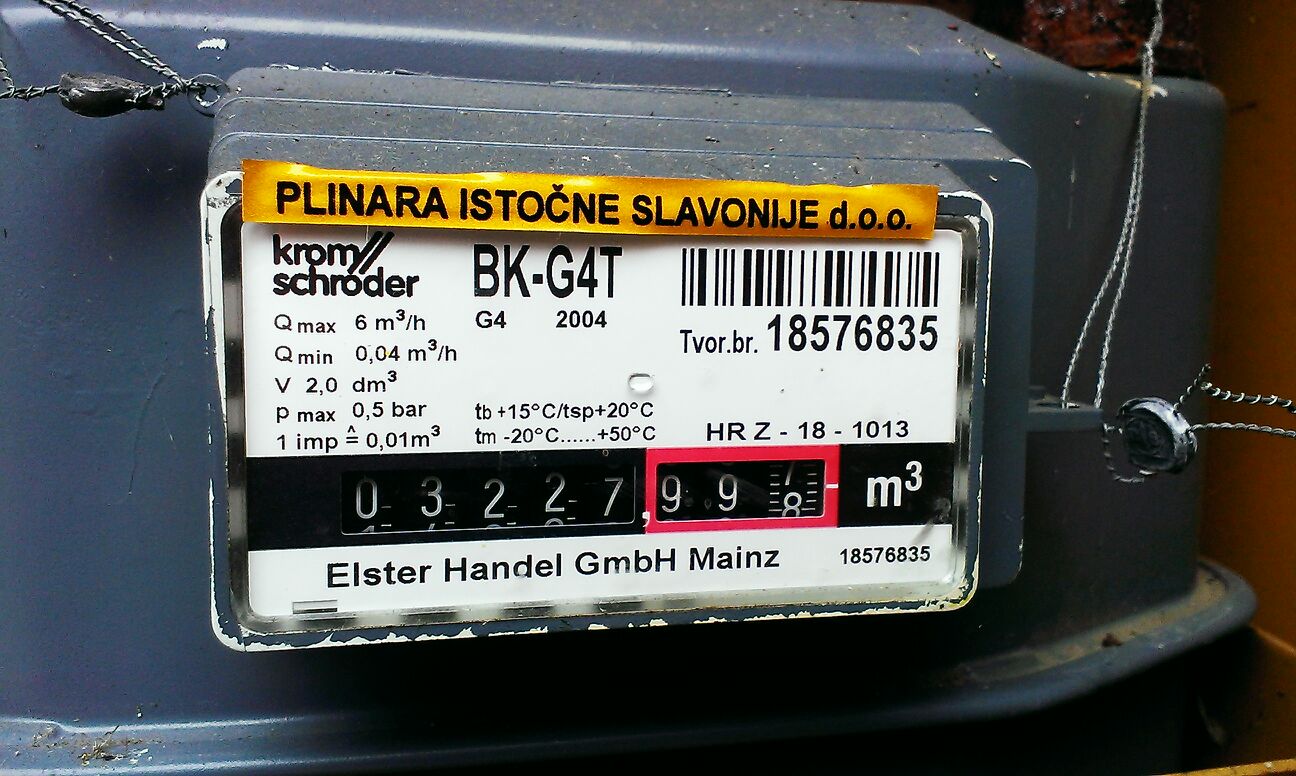 PLINARA ISTOČNE SLAVONIJE d.o.o.
krom// schröder
BK-G4T
G4 2004
Tvor.br. 18576835
Qmax 6 m³/h
Qmin 0,04 m³/h
V 2,0 dm³
p max 0,5 bar
1 imp ≙ 0,01m³
tb +15°C/tsp+20°C
tm -20°C......+50°C
HR Z - 18 - 1013
0 3 2 2 7 , 9 9 m³
Elster Handel GmbH Mainz
18576835